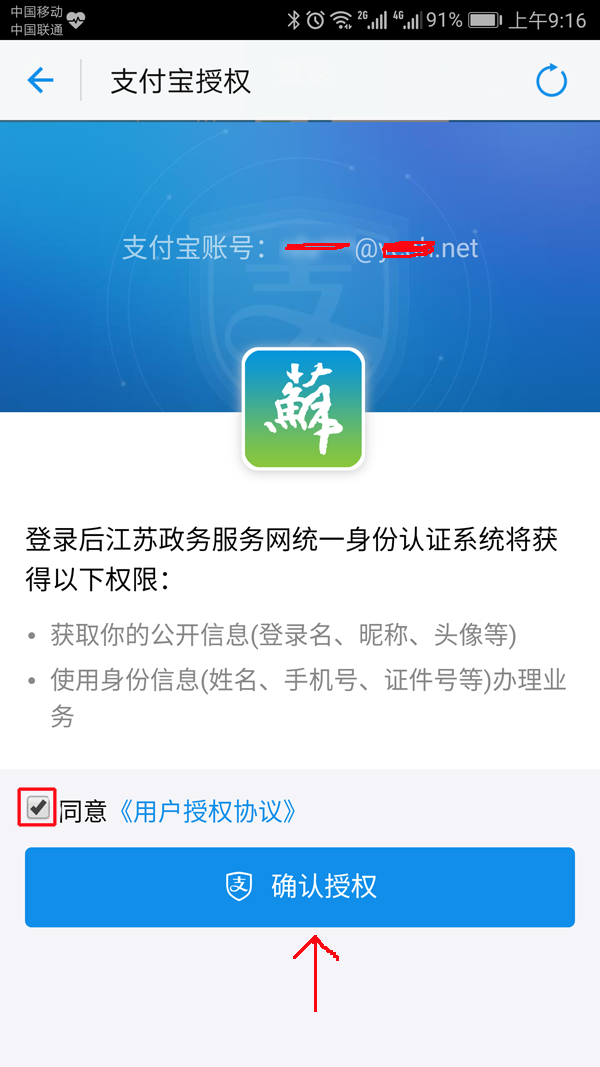 中国移动
中国联通
2G 4G 91% 上午9:16
支付宝授权
支付宝账号： @ .net
支
蘇
登录后江苏政务服务网统一身份认证系统将获
得以下权限：
• 获取你的公开信息(登录名、昵称、头像等)
• 使用身份信息(姓名、手机号、证件号等)办理业
务
同意《用户授权协议》
支 确认授权